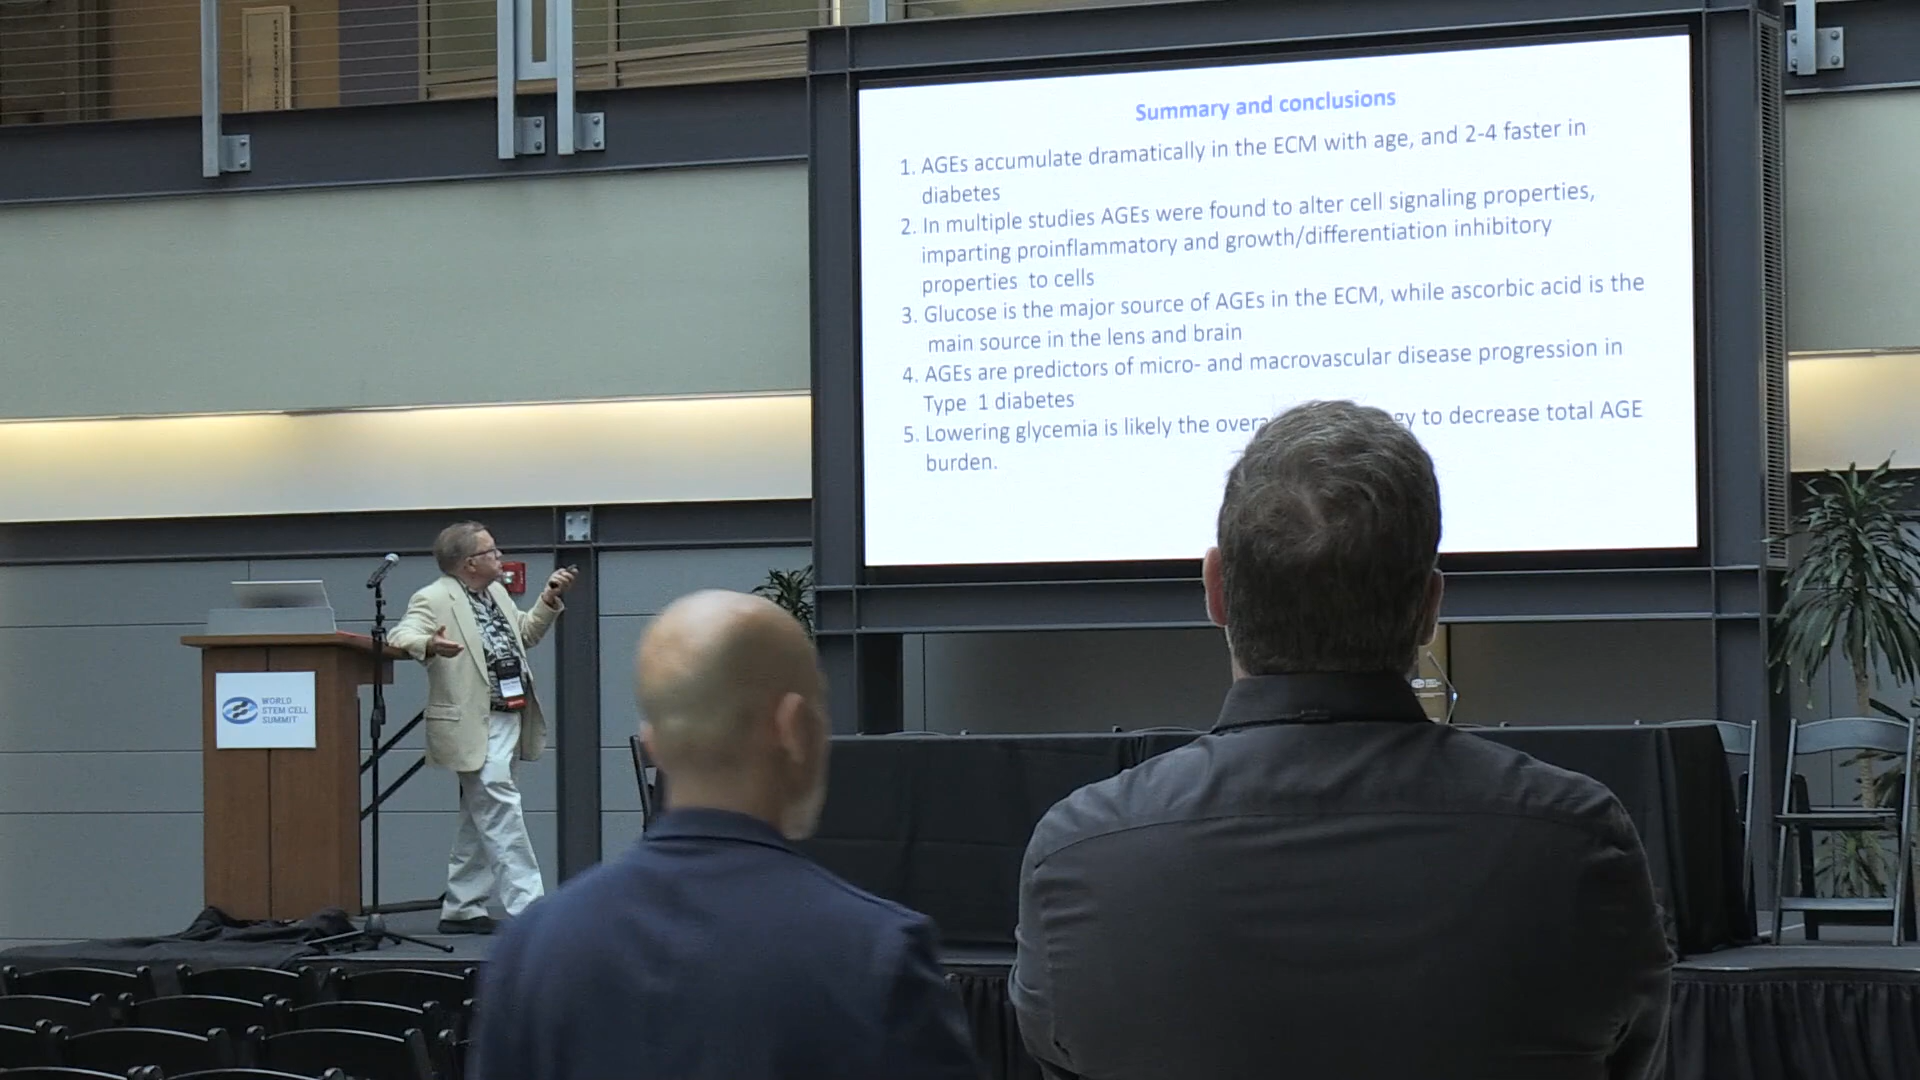 Summary and conclusions
1. AGEs accumulate dramatically in the ECM with age, and 2-4 faster in
diabetes
2. In multiple studies AGEs were found to alter cell signaling properties,
imparting proinflammatory and growth/differentiation inhibitory
properties to cells
3. Glucose is the major source of AGEs in the ECM, while ascorbic acid is the
main source in the lens and brain
4. AGEs are predictors of micro- and macrovascular disease progression in
Type 1 diabetes
5. Lowering glycemia is likely the to decrease total AGE
burden.
WORLD
STEM CELL
SUMMIT